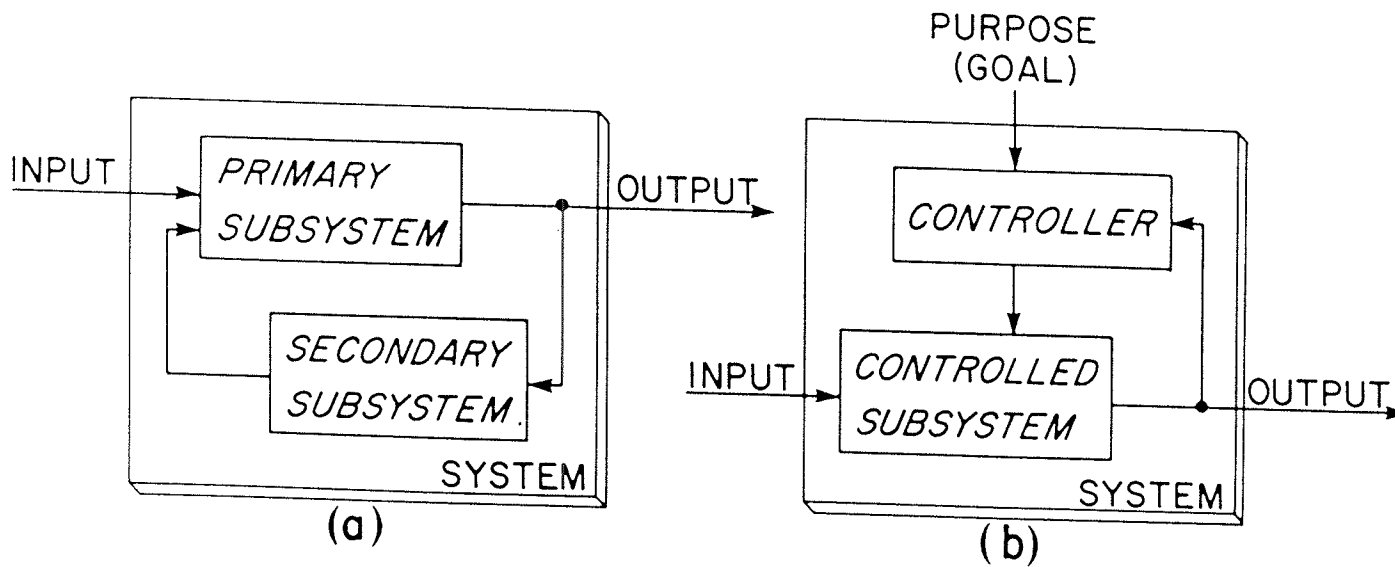 INPUT
PRIMARY
SUBSYSTEM
OUTPUT
SECONDARY
SUBSYSTEM
SYSTEM
(a)
PURPOSE
(GOAL)
CONTROLLER
INPUT
CONTROLLED
SUBSYSTEM
OUTPUT
SYSTEM
(b)